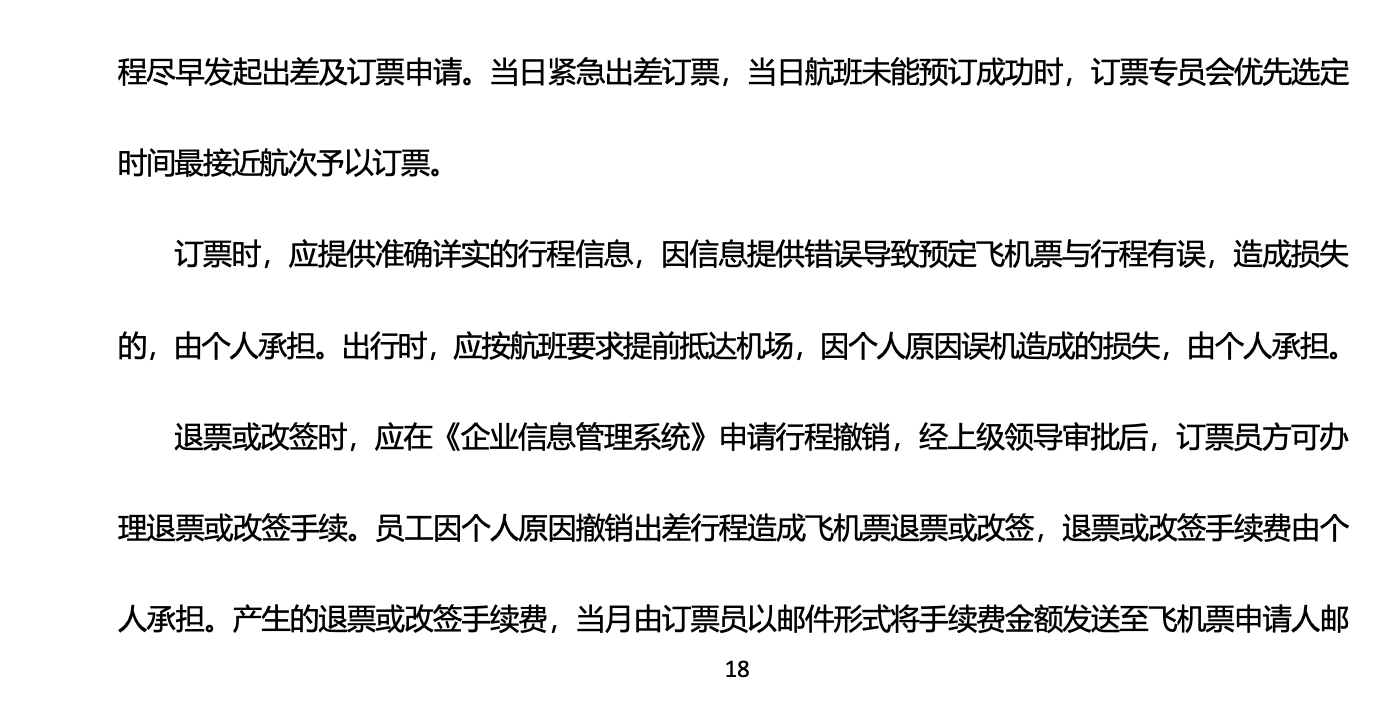 程尽早发起出差及订票申请。当日紧急出差订票，当日航班未能预订成功时，订票专员会优先选定
时间最接近航次予以订票。
订票时，应提供准确详实的行程信息，因信息提供错误导致预定飞机票与行程有误，造成损失
的，由个人承担。出行时，应按航班要求提前抵达机场，因个人原因误机造成的损失，由个人承担。
退票或改签时，应在《企业信息管理系统》申请行程撤销，经上级领导审批后，订票员方可办
理退票或改签手续。员工因个人原因撤销出差行程造成飞机票退票或改签，退票或改签手续费由个
人承担。产生的退票或改签手续费，当月由订票员以邮件形式将手续费金额发送至飞机票申请人邮
18